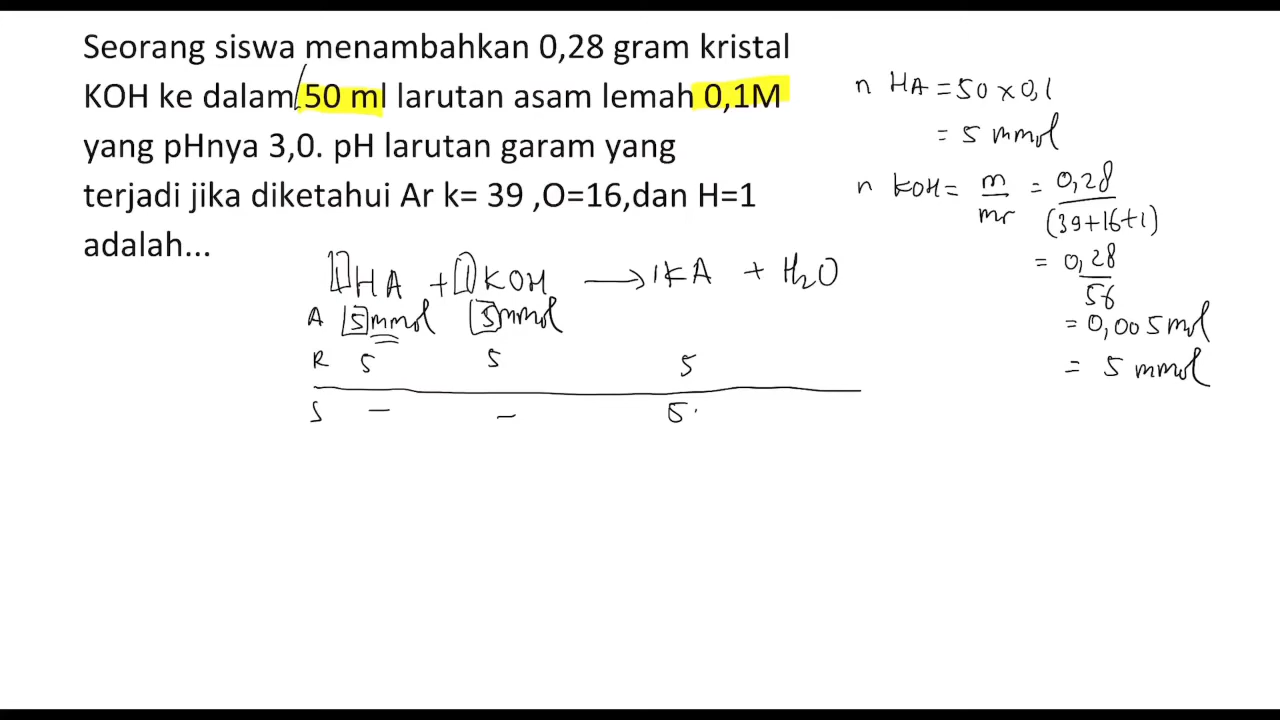 Seorang siswa menambahkan 0,28 gram kristal
KOH ke dalam 50 ml larutan asam lemah 0,1M
yang pHnya 3,0. pH larutan garam yang
terjadi jika diketahui Ar k= 39 ,O=16,dan H=1
adalah...
1 HA + 1 KOH → 1 KA + H₂O
A 5 mmol 5 mmol
R 5 5 5
S – – 5
n HA = 50 x 0,1
= 5 mmol
n KOH = m/mr = 0,28/(39+16+1)
= 0,28/56
= 0,005 mol
= 5 mmol